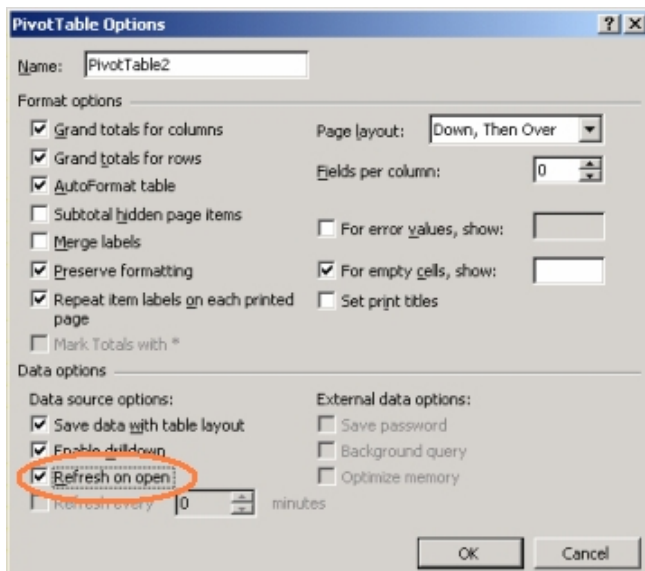 PivotTable Options
Name: PivotTable2
Format options
Grand totals for columns
Grand totals for rows
AutoFormat table
Subtotal hidden page items
Merge labels
Preserve formatting
Repeat item labels on each printed
page
Mark Totals with *
Page layout: Down, Then Over
Fields per column: 0
For error values, show:
For empty cells, show:
Set print titles
Data options
Data source options:
Save data with table layout
Enable drilldown
Refresh on open
Refresh every 0 minutes
External data options:
Save password
Background query
Optimize memory
OK Cancel